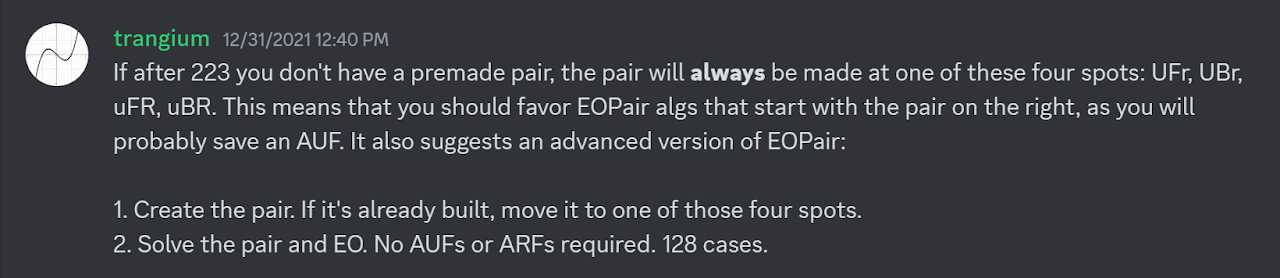 trangium 12/31/2021 12:40 PM
If after 223 you don't have a premade pair, the pair will always be made at one of these four spots: UFr, UBr,
uFR, uBR. This means that you should favor EOPair algs that start with the pair on the right, as you will
probably save an AUF. It also suggests an advanced version of EOPair:
1. Create the pair. If it's already built, move it to one of those four spots.
2. Solve the pair and EO. No AUFs or ARFs required. 128 cases.